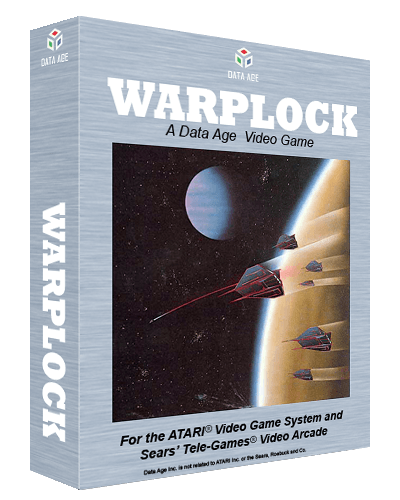 DATA AGE
WARPLOCK
DATA AGE
WARPLOCK
A Data Age Video Game
For the ATARI® Video Game System and
Sears' Tele-Games® Video Arcade
Data Age Inc. is not related to ATARI Inc. or the Sears, Roebuck and Co.